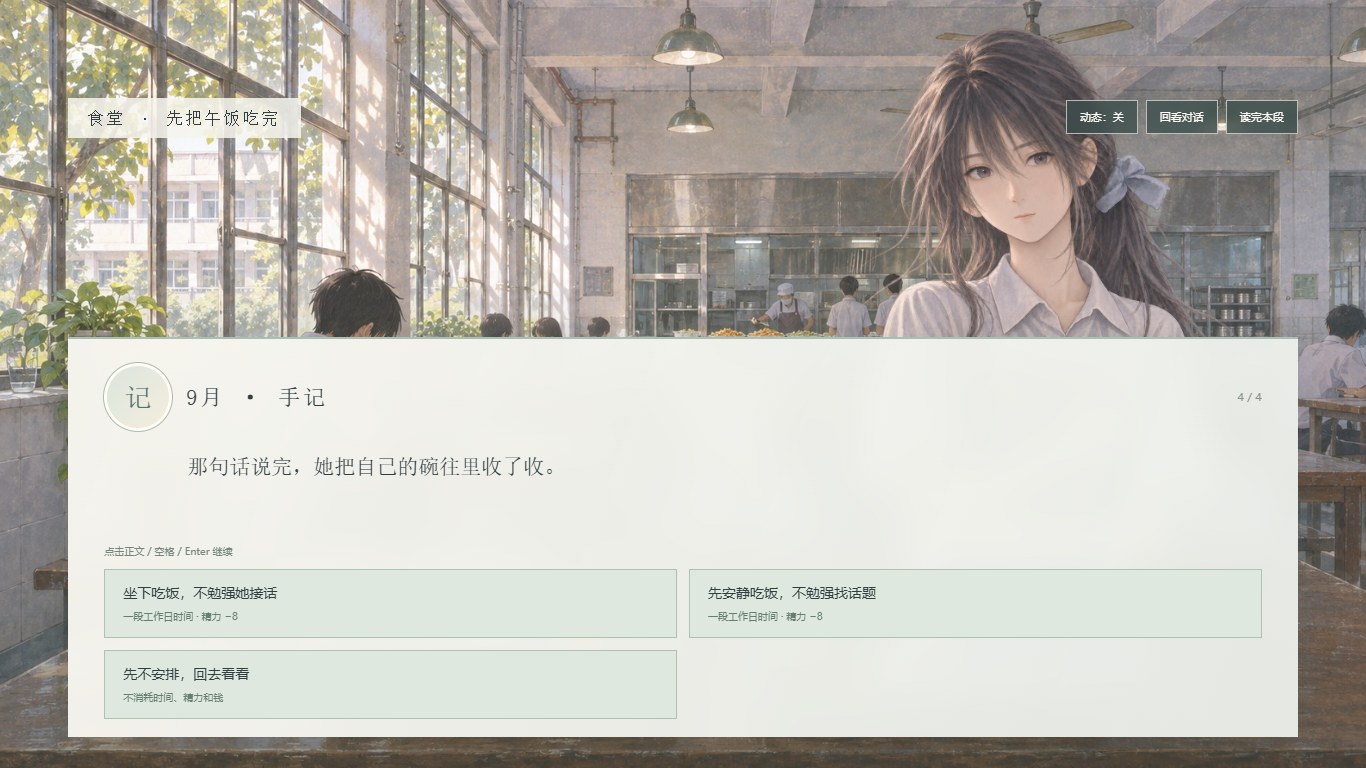 食堂 · 先把午饭吃完
动态：关
回看对话
读完本段
记
9月 • 手记
4 / 4
那句话说完，她把自己的碗往里收了收。
点击正文 / 空格 / Enter 继续
坐下吃饭，不勉强她接话
一段工作日时间 · 精力 −8
先安静吃饭，不勉强找话题
一段工作日时间 · 精力 −8
先不安排，回去看看
不消耗时间、精力和钱